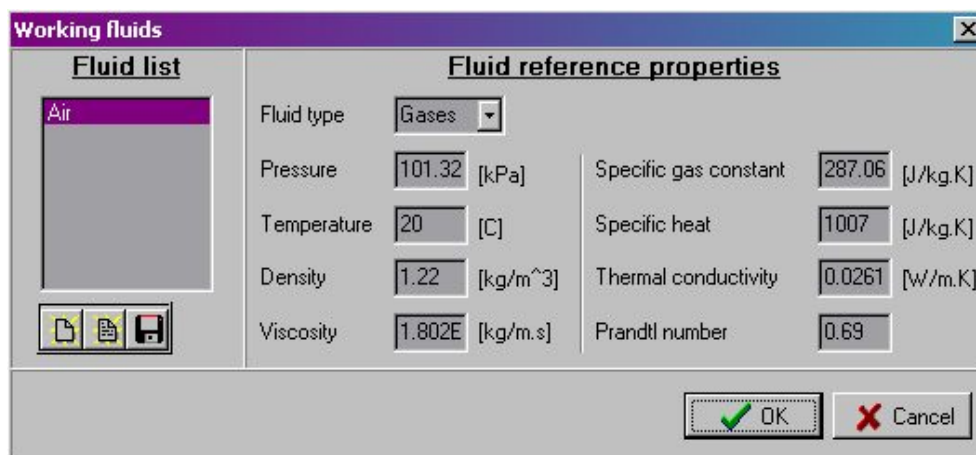 Working fluids
Fluid list
Air
Fluid reference properties
Fluid type Gases
Pressure 101.32 [kPa] Specific gas constant 287.06 [J/kg.K]
Temperature 20 [C] Specific heat 1007 [J/kg.K]
Density 1.22 [kg/m^3] Thermal conductivity 0.0261 [W/m.K]
Viscosity 1.802E [kg/m.s] Prandtl number 0.69
OK Cancel